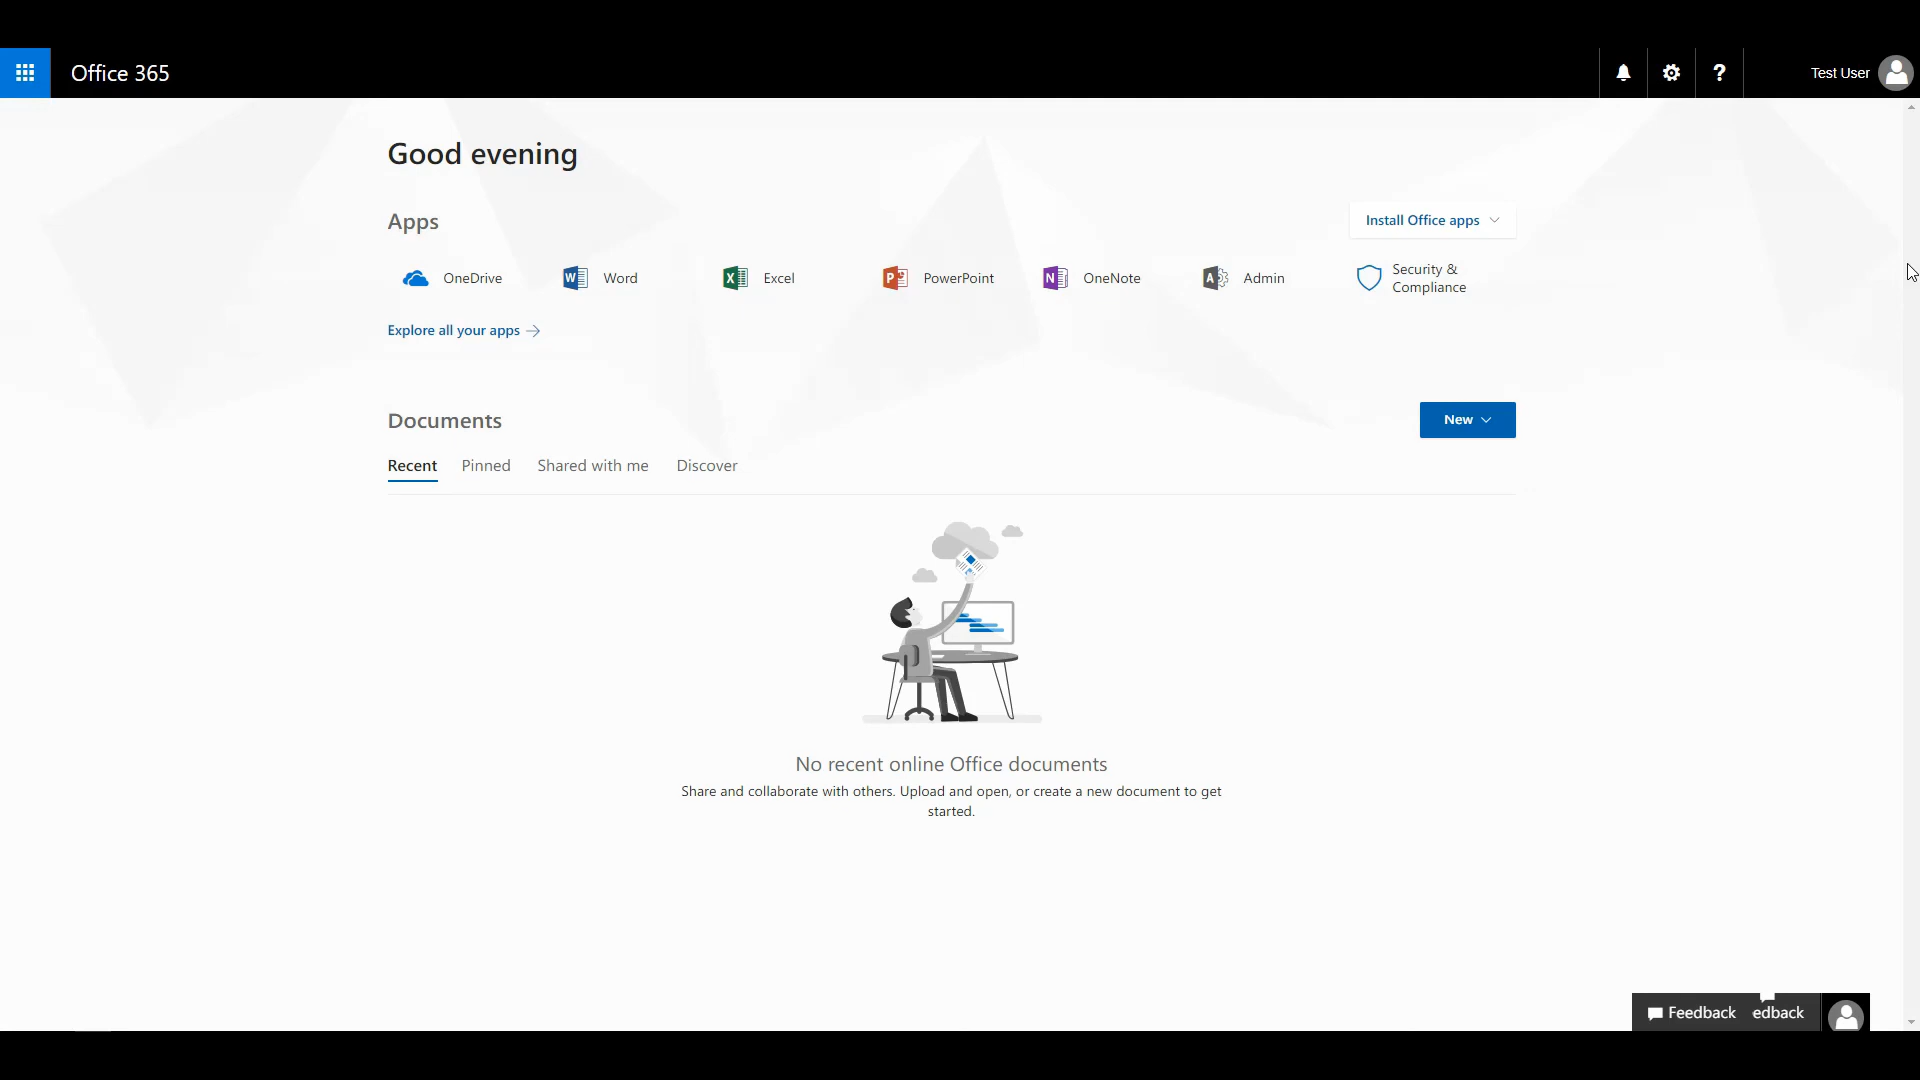 Office 365
Test User
Good evening
Apps
Install Office apps
OneDrive
Word
Excel
PowerPoint
OneNote
Admin
Security &
Compliance
Explore all your apps
Documents
New
Recent
Pinned
Shared with me
Discover
No recent online Office documents
Share and collaborate with others. Upload and open, or create a new document to get
started.
Feedback
edback